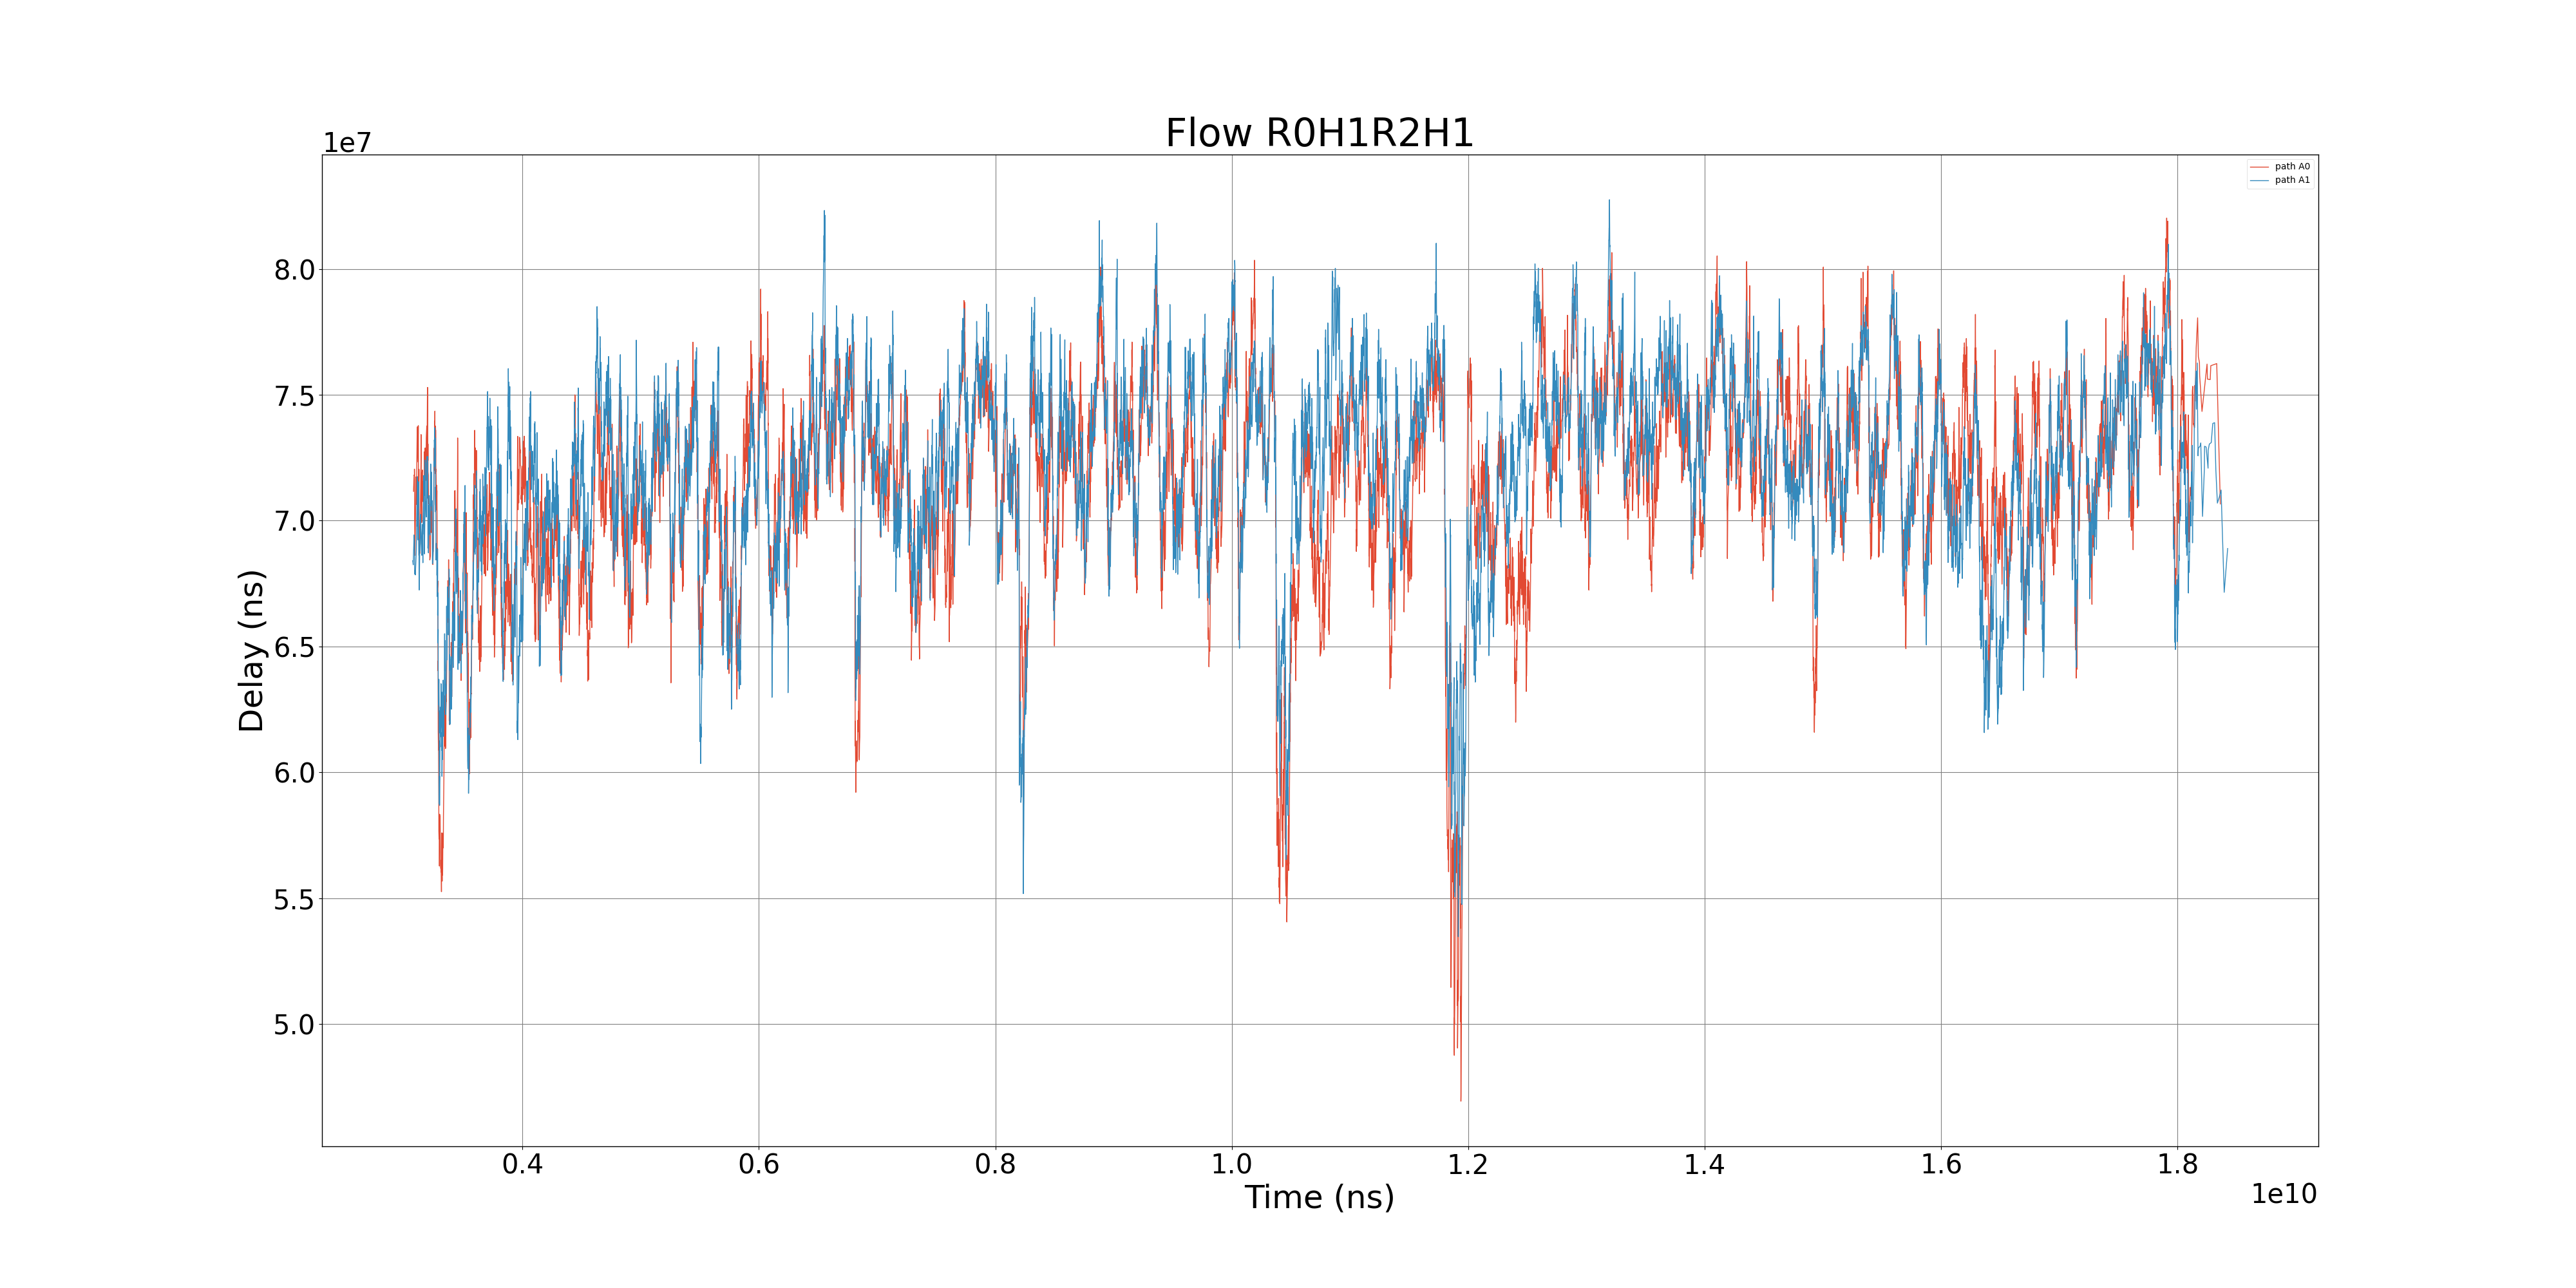 Flow R0H1R2H1
1e7
path A0
path A1
8.0
7.5
7.0
6.5
6.0
5.5
5.0
Delay (ns)
0.4 0.6 0.8 1.0 1.2 1.4 1.6 1.8
Time (ns)
1e10